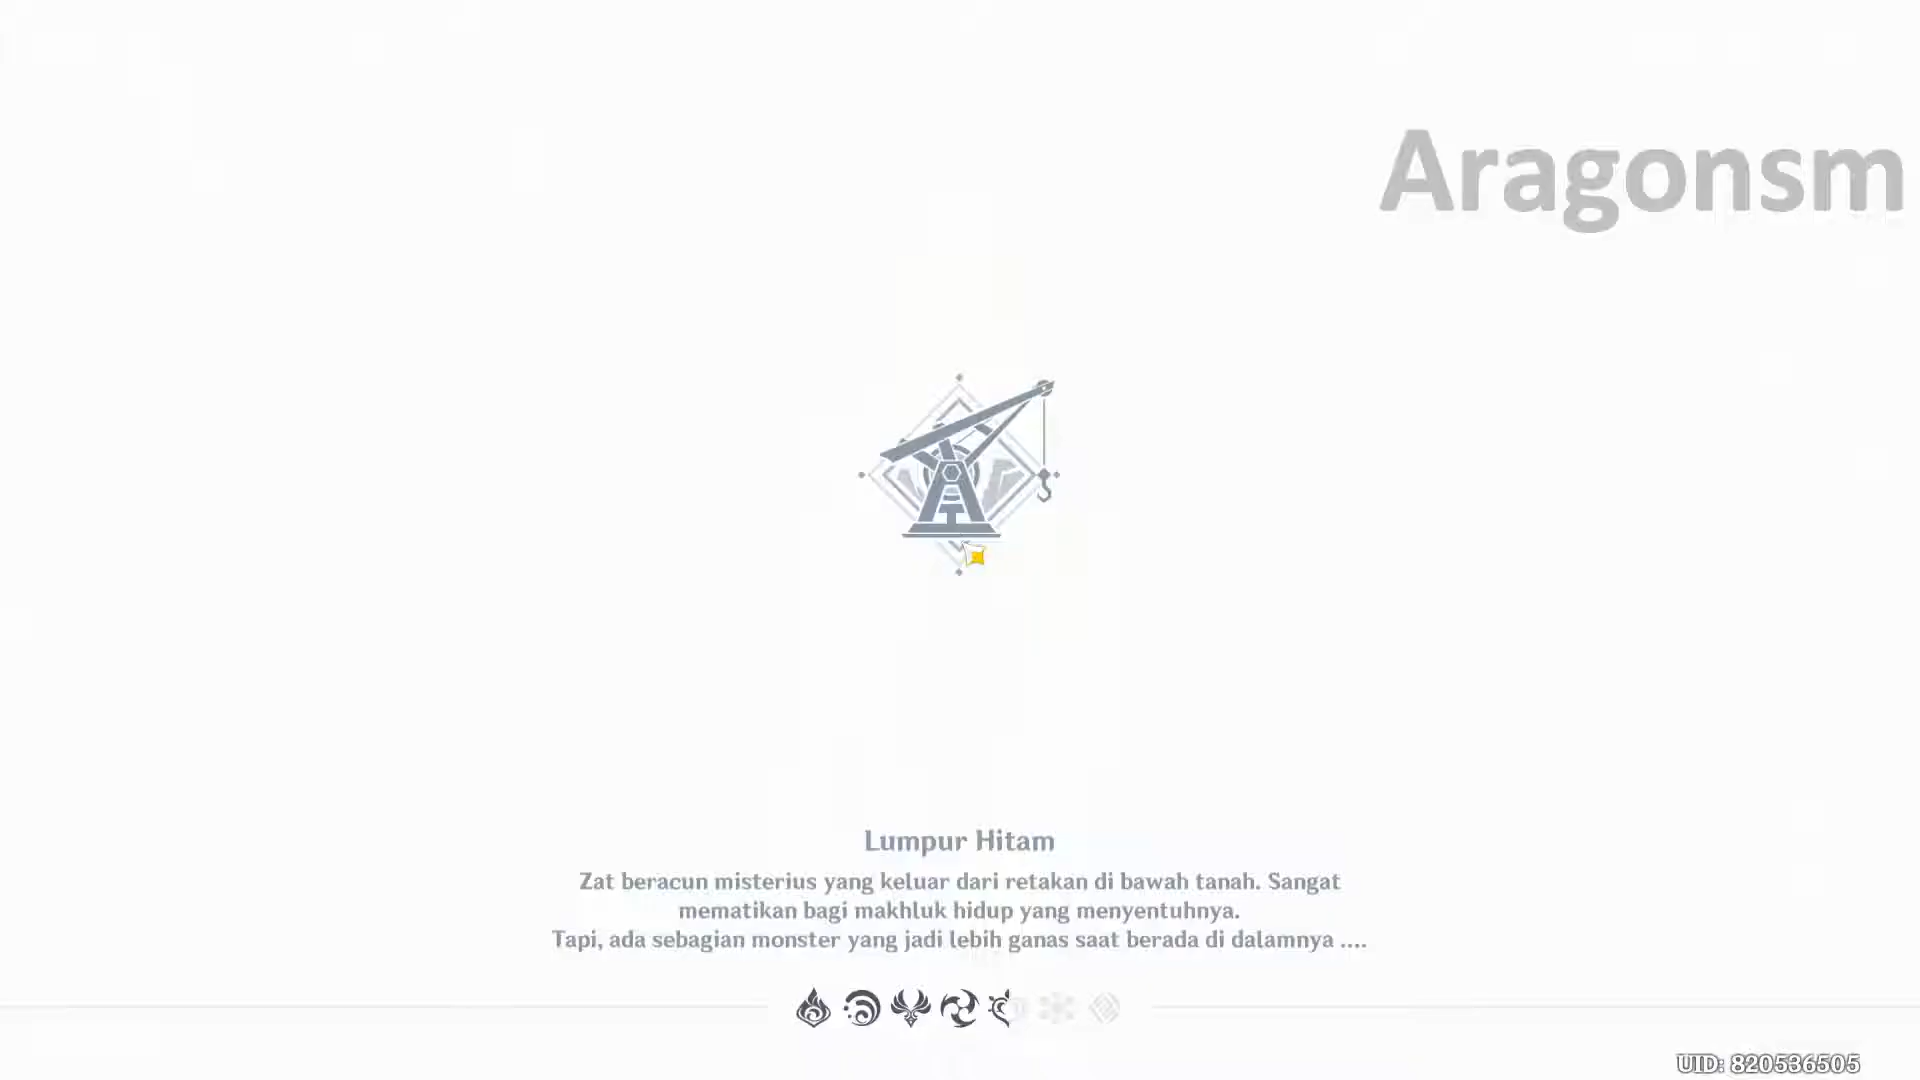 Aragonsm
Lumpur Hitam
Zat beracun misterius yang keluar dari retakan di bawah tanah. Sangat
mematikan bagi makhluk hidup yang menyentuhnya.
Tapi, ada sebagian monster yang jadi lebih ganas saat berada di dalamnya ....
UID: 820536505